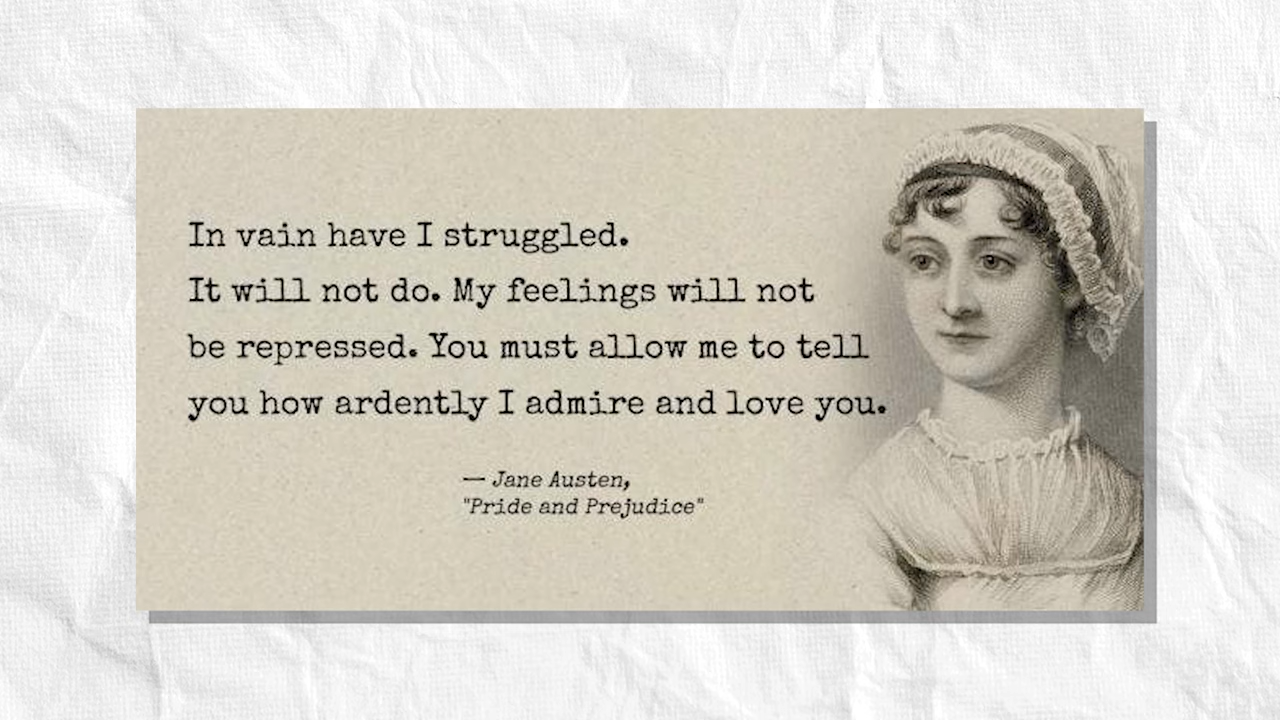 In vain have I struggled.
It will not do. My feelings will not
be repressed. You must allow me to tell
you how ardently I admire and love you.
— Jane Austen,
"Pride and Prejudice"